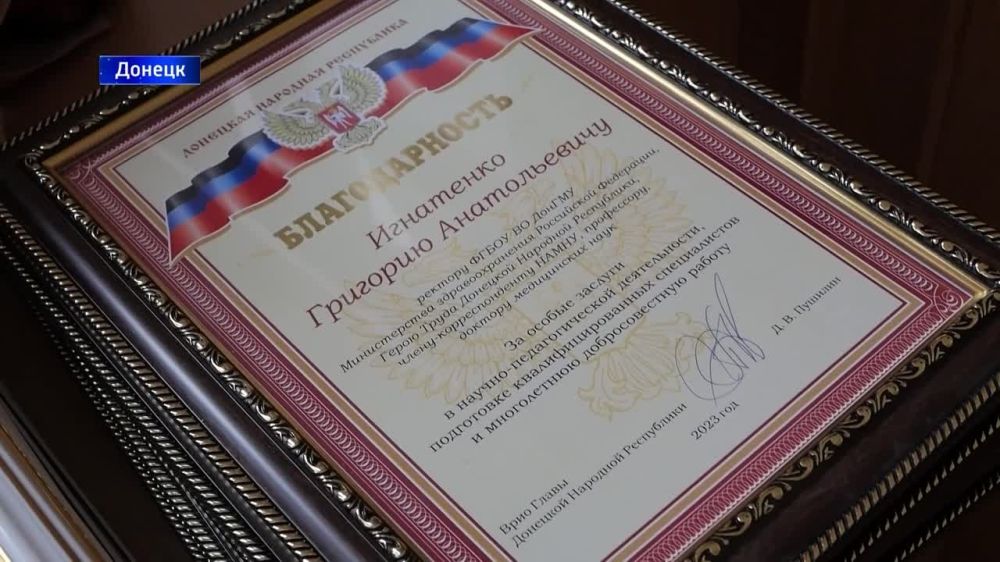 Донецк
ДОНЕЦКАЯ НАРОДНАЯ РЕСПУБЛИКА
БЛАГОДАРНОСТЬ
Игнатенко
Григорию Анатольевичу
ректору ФГБОУ ВО ДонГМУ
Министерства здравоохранения Российской Федерации,
Герою Труда Донецкой Народной Республики,
члену-корреспонденту НАМНУ, профессору,
доктору медицинских наук
За особые заслуги
в научно-педагогической деятельности,
подготовке квалифицированных специалистов
и многолетнюю добросовестную работу
Врио Главы
Донецкой Народной Республики
Д. В. Пушилин
2023 год